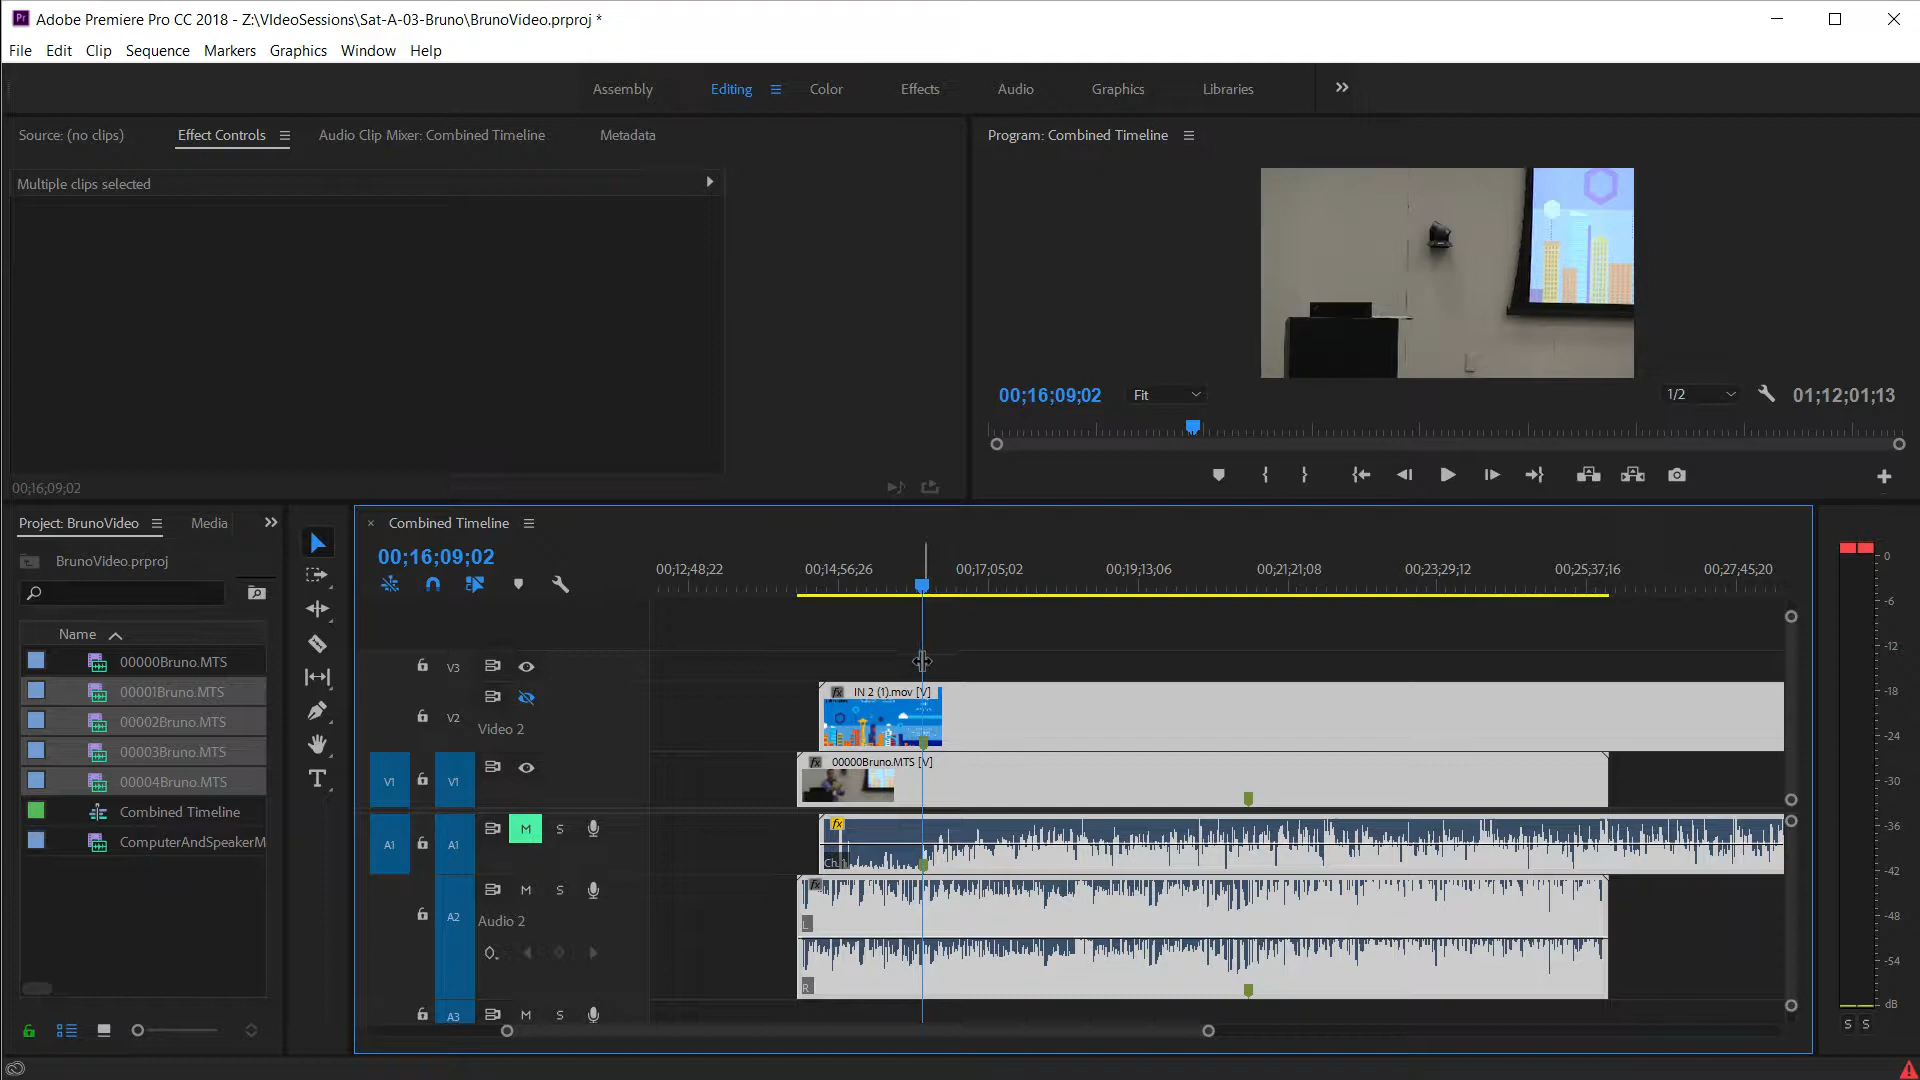 Pr Adobe Premiere Pro CC 2018 - Z:\VIdeoSessions\Sat-A-03-Bruno\BrunoVideo.prproj *
File Edit Clip Sequence Markers Graphics Window Help
Assembly Editing Color Effects Audio Graphics Libraries
Source: (no clips) Effect Controls Audio Clip Mixer: Combined Timeline Metadata
Program: Combined Timeline
Multiple clips selected
00;16;09;02 Fit 1/2 01;12;01;13
00;16;09;02
Project: BrunoVideo Media
Combined Timeline
00;16;09;02
BrunoVideo.prproj
00;12;48;22 00;14;56;26 00;17;05;02 00;19;13;06 00;21;21;08 00;23;29;12 00;25;37;16 00;27;45;20
Name
00000Bruno.MTS
00001Bruno.MTS
00002Bruno.MTS
00003Bruno.MTS
00004Bruno.MTS
Combined Timeline
ComputerAndSpeakerM
V3
fx IN 2 (1).mov [V]
V2
Video 2
V1 V1
fx 00000Bruno.MTS [V]
A1 A1 M S
fx
Ch. 1
A2 M S
fx
Audio 2
L
R
A3 M S
0
-6
-12
-18
-24
-30
-36
-42
-48
-54
dB
S S